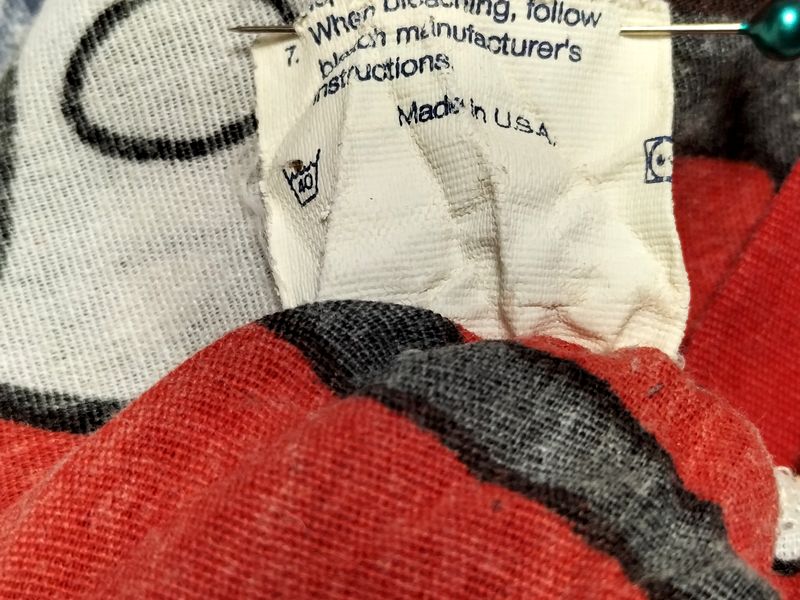 7. When bleaching, follow
bleach manufacturer's
instructions.
Made in U.S.A.
40